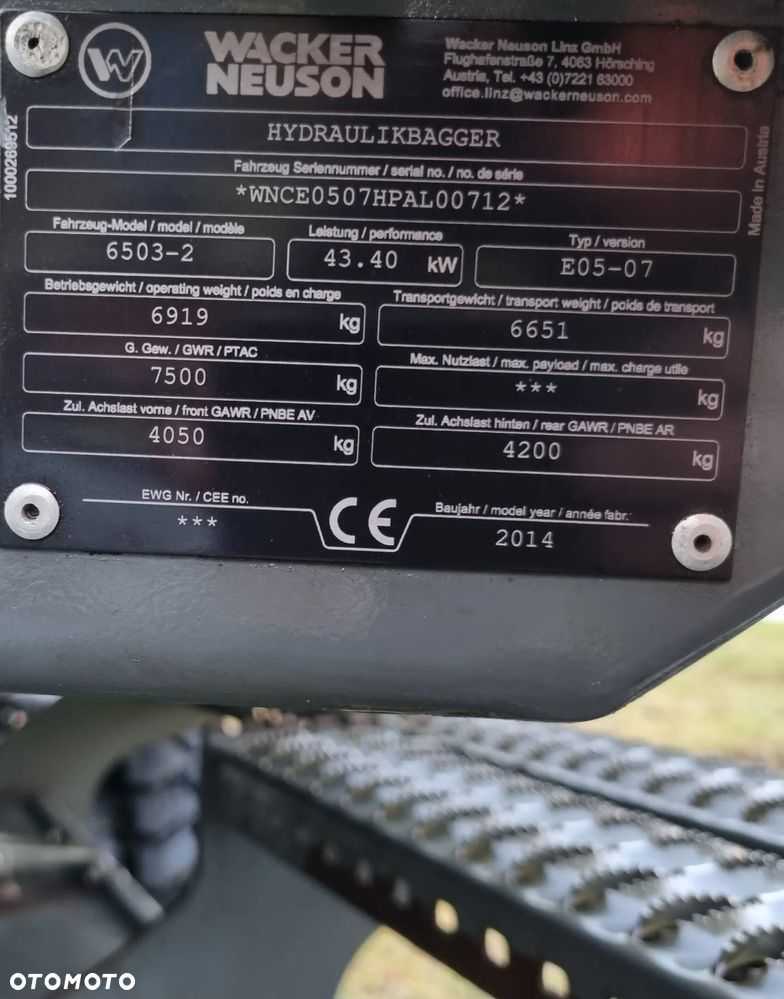 W
WACKER
NEUSON
Wacker Neuson Linz GmbH
Flughafenstraße 7, 4063 Hörsching
Austria, Tel. +43 (0)7221 63000
office.linz@wackerneuson.com
1000269512
HYDRAULIKBAGGER
Made in Austria
Fahrzeug Seriennummer / serial no. / no. de série
*WNCE0507HPAL00712*
Fahrzeug-Model / model / modèle Leistung / performance Typ / version
6503-2 43.40 kW E05-07
Betriebsgewicht / operating weight / poids en charge Transportgewicht / transport weight / poids de transport
6919 kg 6651 kg
G. Gew. / GWR / PTAC Max. Nutzlast / max. payload / max. charge utile
7500 kg *** kg
Zul. Achslast vorne / front GAWR / PNBE AV Zul. Achslast hinten / rear GAWR / PNBE AR
4050 kg 4200 kg
EWG Nr. / CEE no. CE Baujahr / model year / année fabr.
*** 2014
OTOMOTO